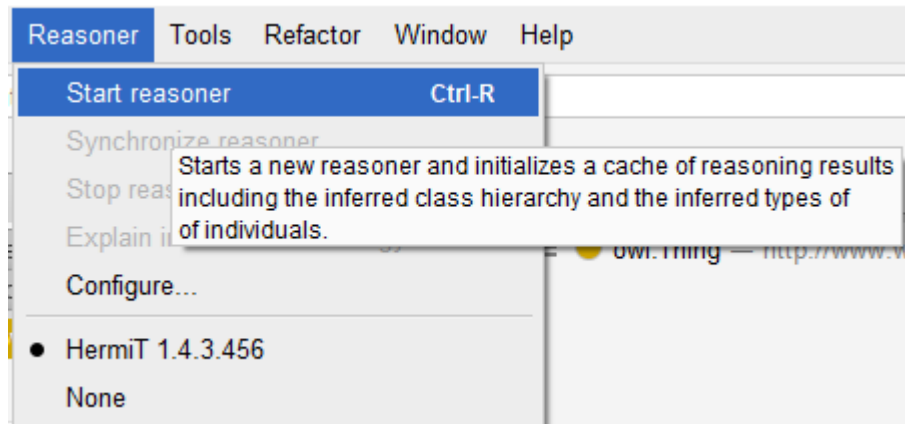 Reasoner Tools Refactor Window Help
Start reasoner Ctrl-R
Synchronize reasoner
Starts a new reasoner and initializes a cache of reasoning results
Stop
including the inferred class hierarchy and the inferred types of
Explain
of individuals.
owl:Thing — http://www.
Configure...
HermiT 1.4.3.456
None